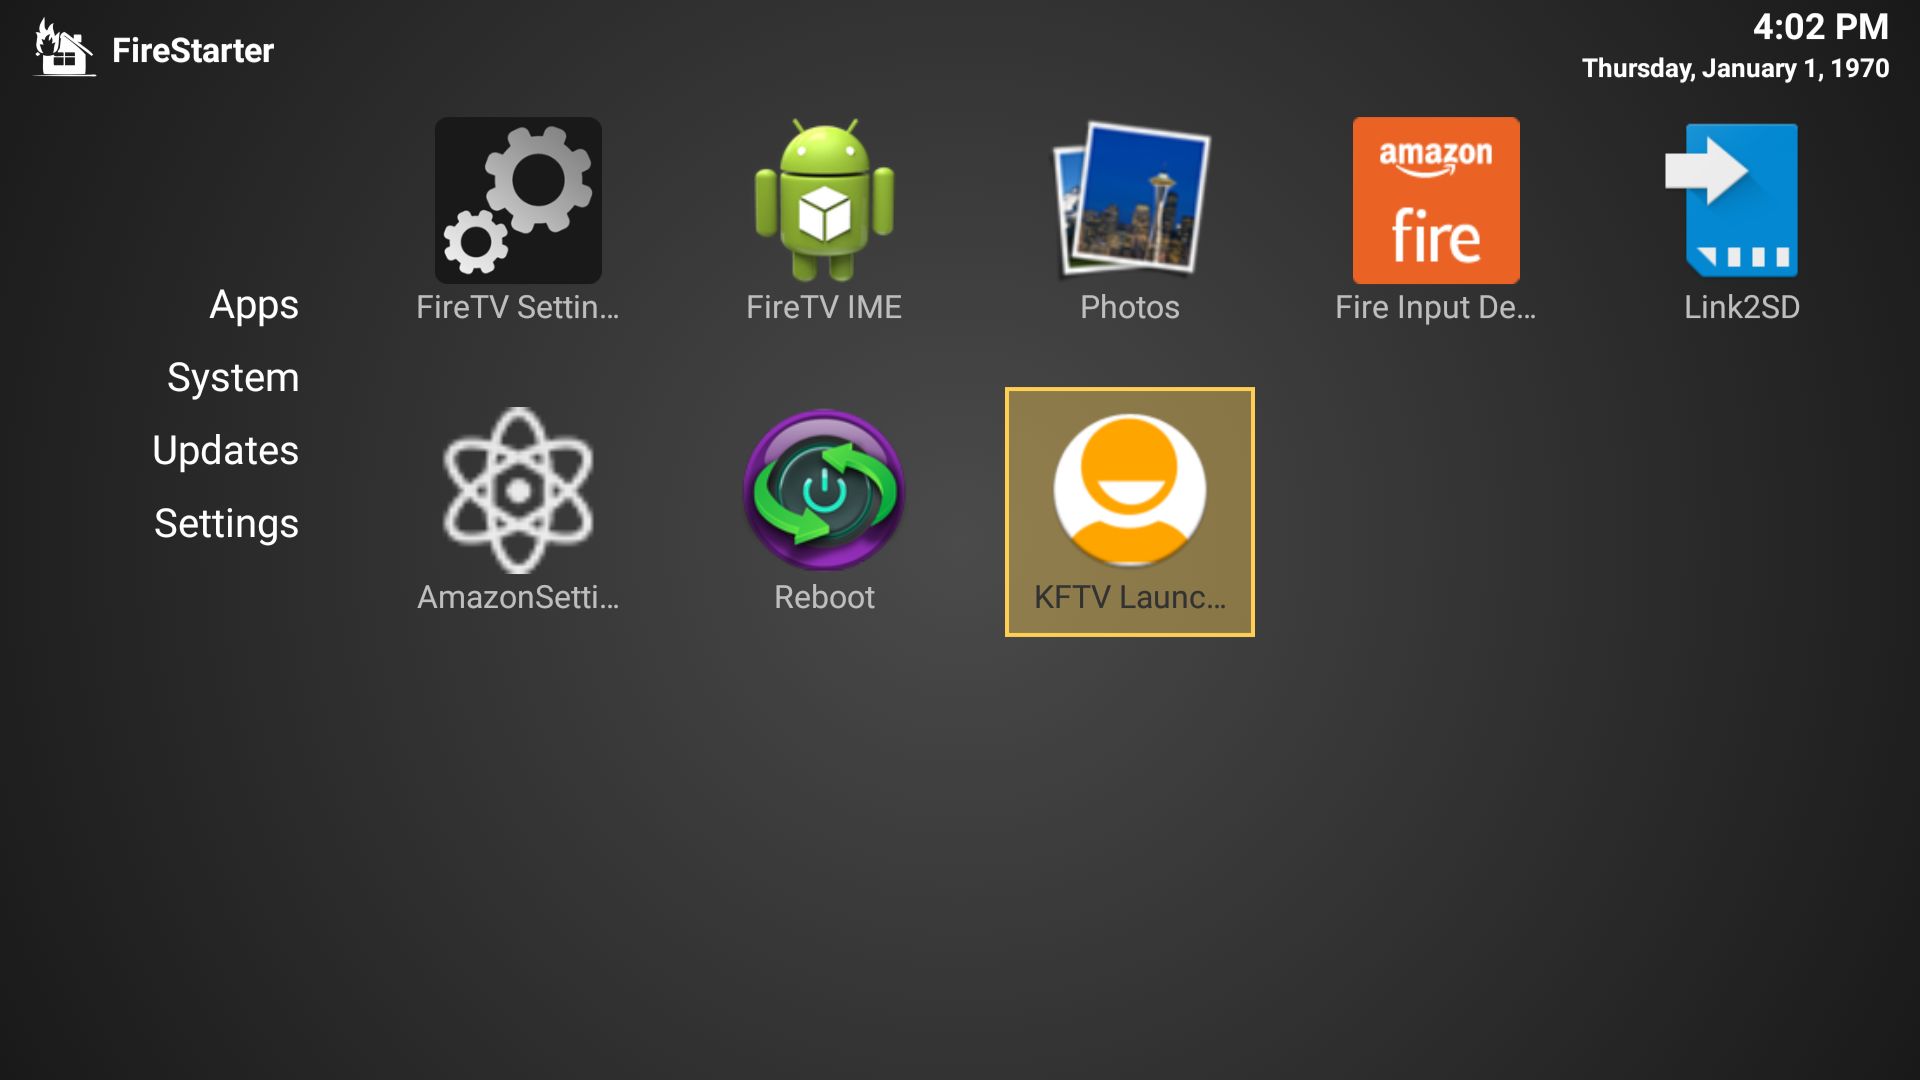 FireStarter
4:02 PM
Thursday, January 1, 1970
Apps
System
Updates
Settings
amazon
fire
FireTV Settin...
FireTV IME
Photos
Fire Input De...
Link2SD
AmazonSetti...
Reboot
KFTV Launc...